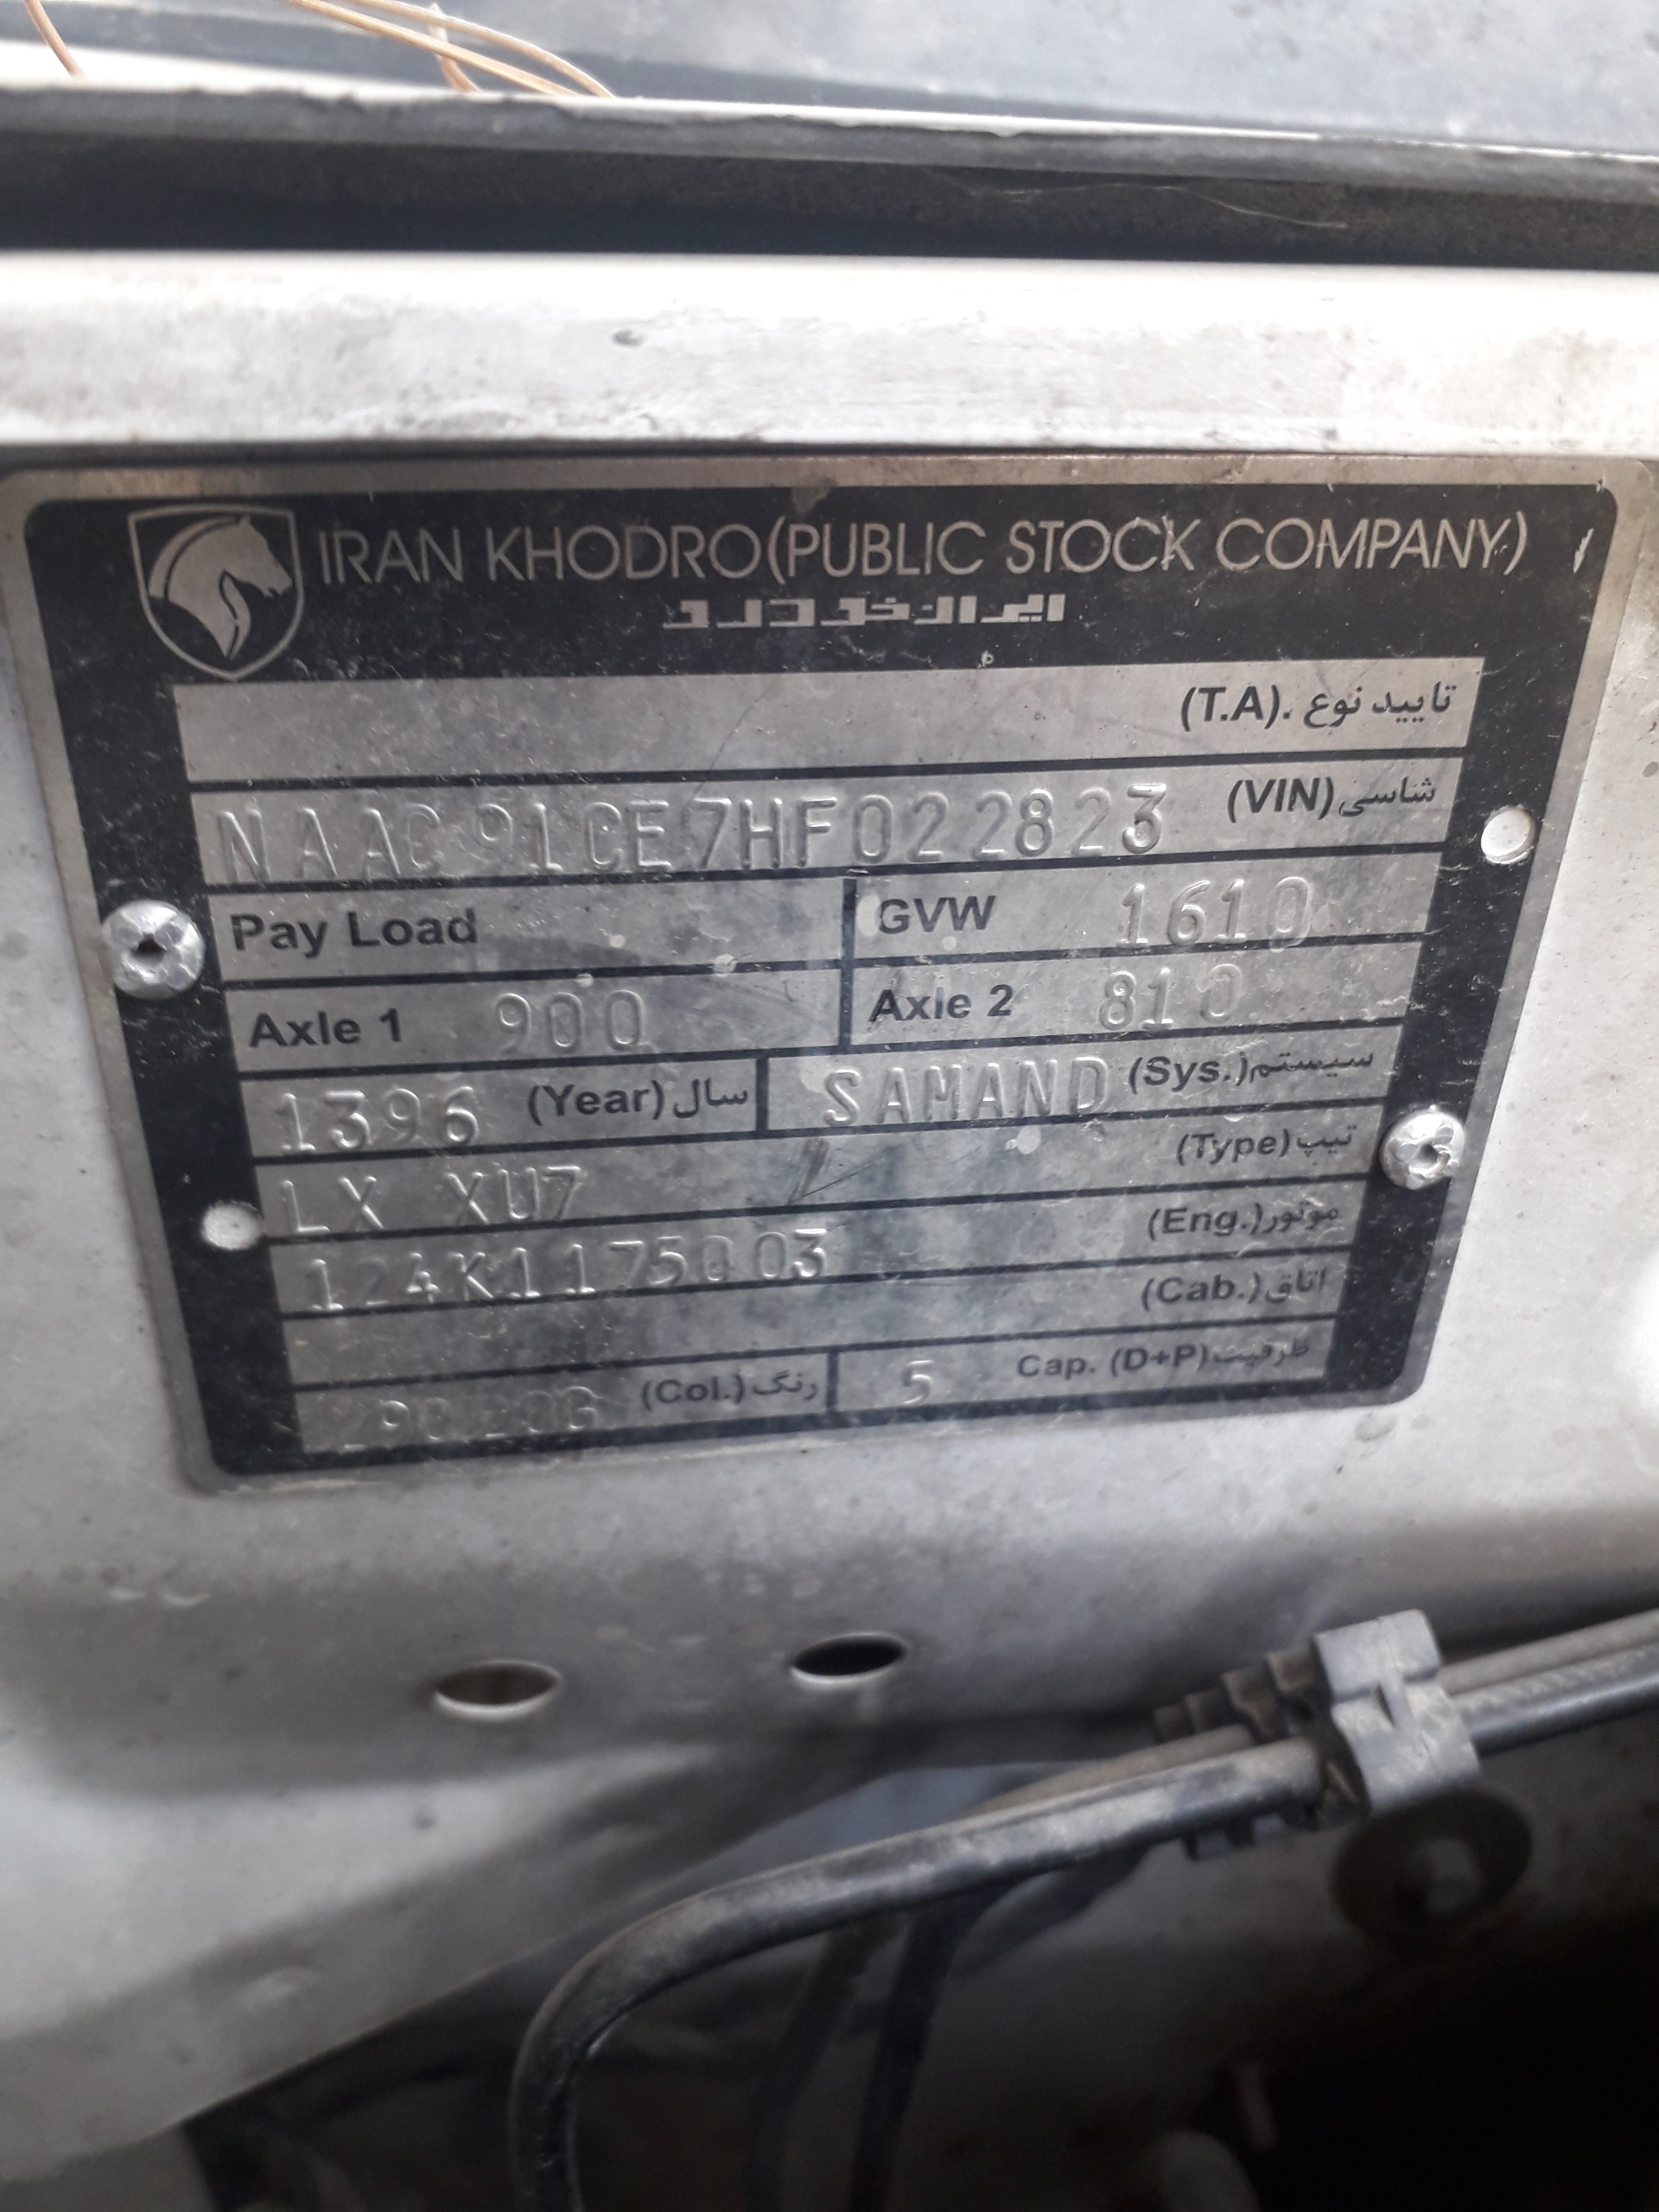 IRAN KHODRO(PUBLIC STOCK COMPANY)
ایران خودرو
تایید نوع .(T.A)
NAAC91CE7HF022823 شناسی(VIN)
Pay Load GVW 1610
Axle 1 900 Axle 2 810
1396 سال(Year) SAMAND سیستم(Sys.)
LX XU7 تیپ(Type)
124K1175003 موتور(Eng.)
اتاق(Cab.)
رنگ(Col.) 5 ظرفیت Cap. (D+P)